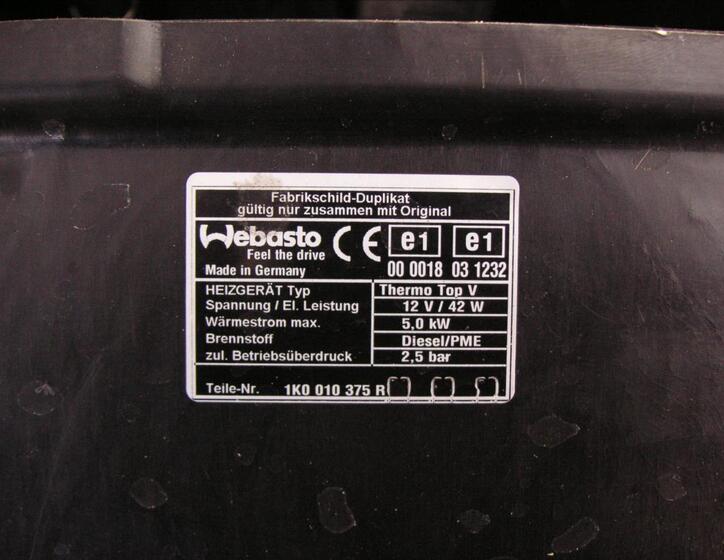 Fabrikschild-Duplikat
gültig nur zusammen mit Original
Webasto CE e1 e1
Feel the drive
Made in Germany 00 0018 03 1232
HEIZGERÄT Typ Thermo Top V
Spannung / El. Leistung 12 V / 42 W
Wärmestrom max. 5,0 kW
Brennstoff Diesel/PME
zul. Betriebsüberdruck 2,5 bar
Teile-Nr. 1K0 010 375 R